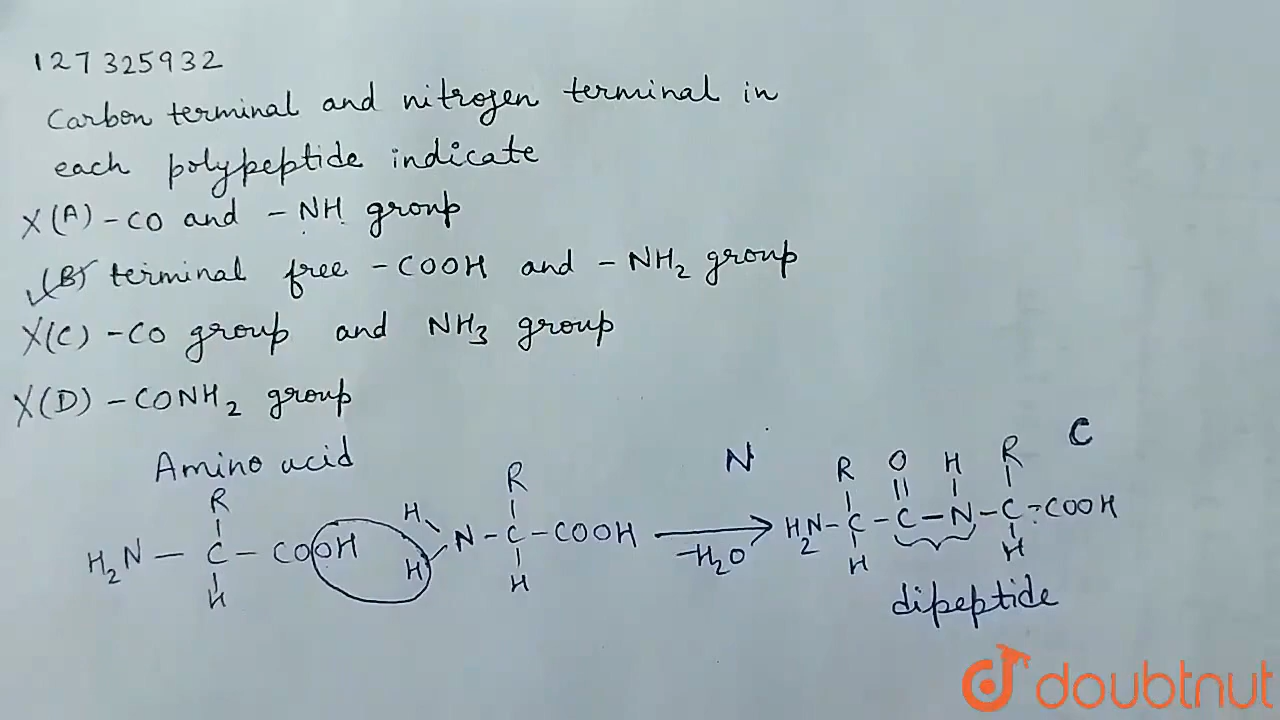 127325932
Carbon terminal and nitrogen terminal in
each polypeptide indicate
X(A) -CO and -NH group
✓(B) terminal free -COOH and -NH2 group
X(C) -CO group and NH3 group
X(D) -CONH2 group
Amino acid
N
C
R
R
R
O
H
R
H
H2N - C - COOH
H
N - C - COOH
-H2O
H2N - C - C - N - C - COOH
H
H
H
H
dipeptide
doubtnut